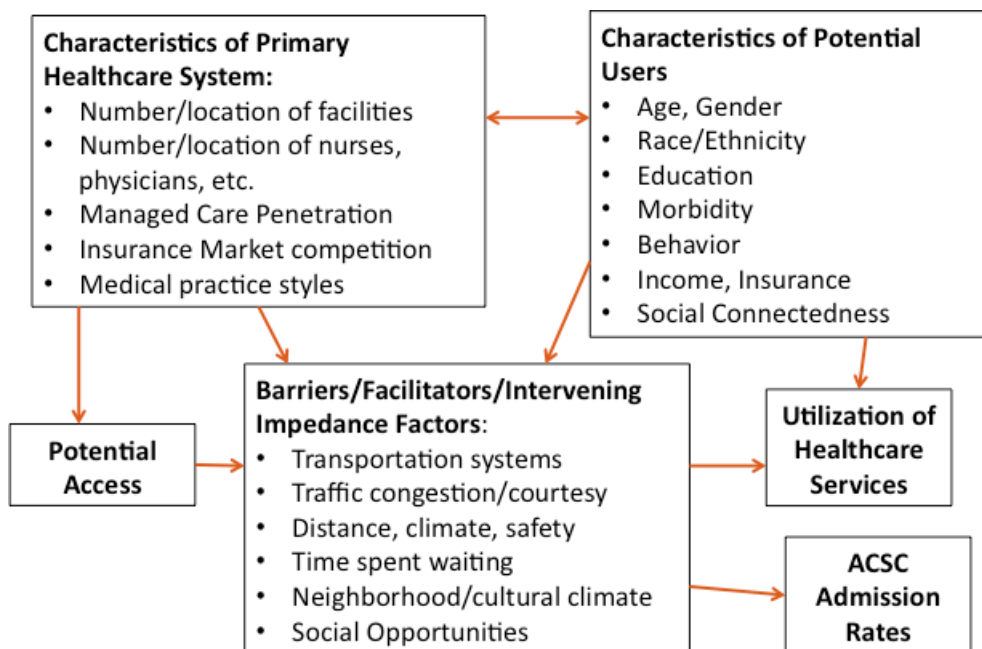 Characteristics of Primary
Healthcare System:
• Number/location of facilities
• Number/location of nurses,
physicians, etc.
• Managed Care Penetration
• Insurance Market competition
• Medical practice styles
Characteristics of Potential
Users
• Age, Gender
• Race/Ethnicity
• Education
• Morbidity
• Behavior
• Income, Insurance
• Social Connectedness
Potential
Access
Barriers/Facilitators/Intervening
Impedance Factors:
• Transportation systems
• Traffic congestion/courtesy
• Distance, climate, safety
• Time spent waiting
• Neighborhood/cultural climate
• Social Opportunities
Utilization of
Healthcare
Services
ACSC
Admission
Rates